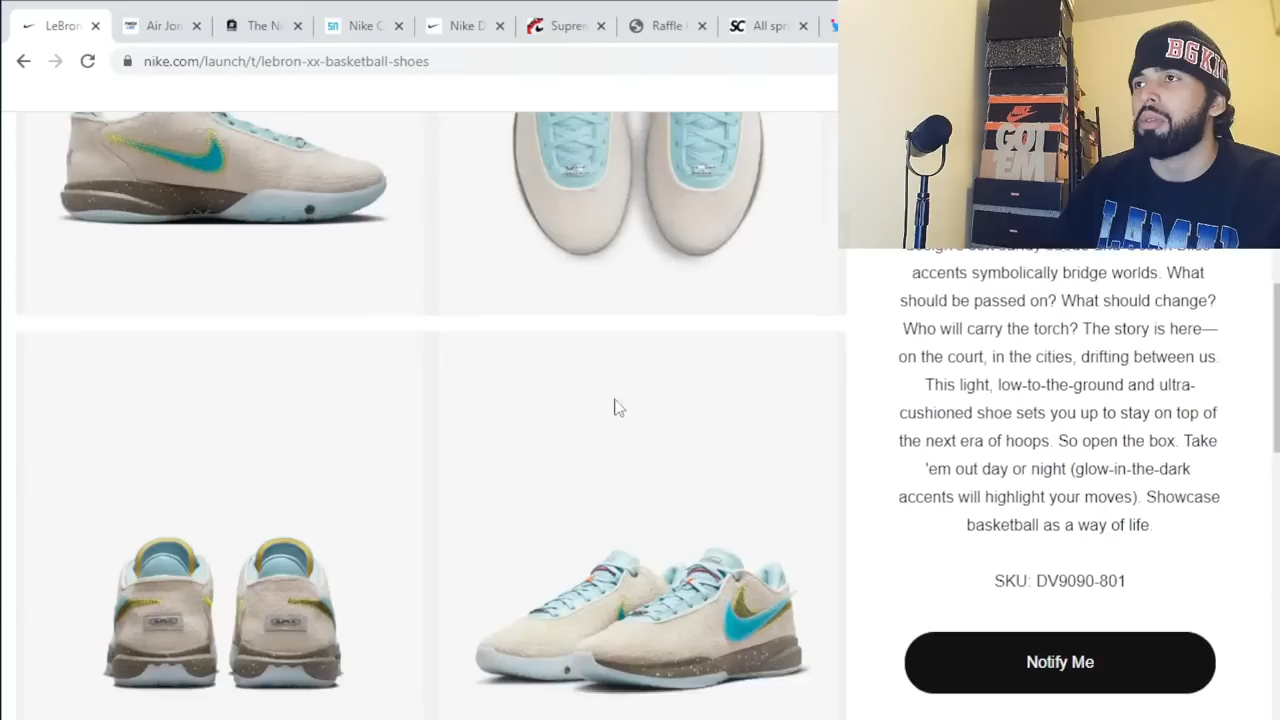 LeBron
Air Jon
The Ni
Nike C
Nike D
Suprem
Raffle
SC
All spr
nike.com/launch/t/lebron-xx-basketball-shoes
BGKIC
NIKE
GOT
'EM
accents symbolically bridge worlds. What
should be passed on? What should change?
Who will carry the torch? The story is here—
on the court, in the cities, drifting between us.
This light, low-to-the-ground and ultra-
cushioned shoe sets you up to stay on top of
the next era of hoops. So open the box. Take
'em out day or night (glow-in-the-dark
accents will highlight your moves). Showcase
basketball as a way of life.
SKU: DV9090-801
Notify Me